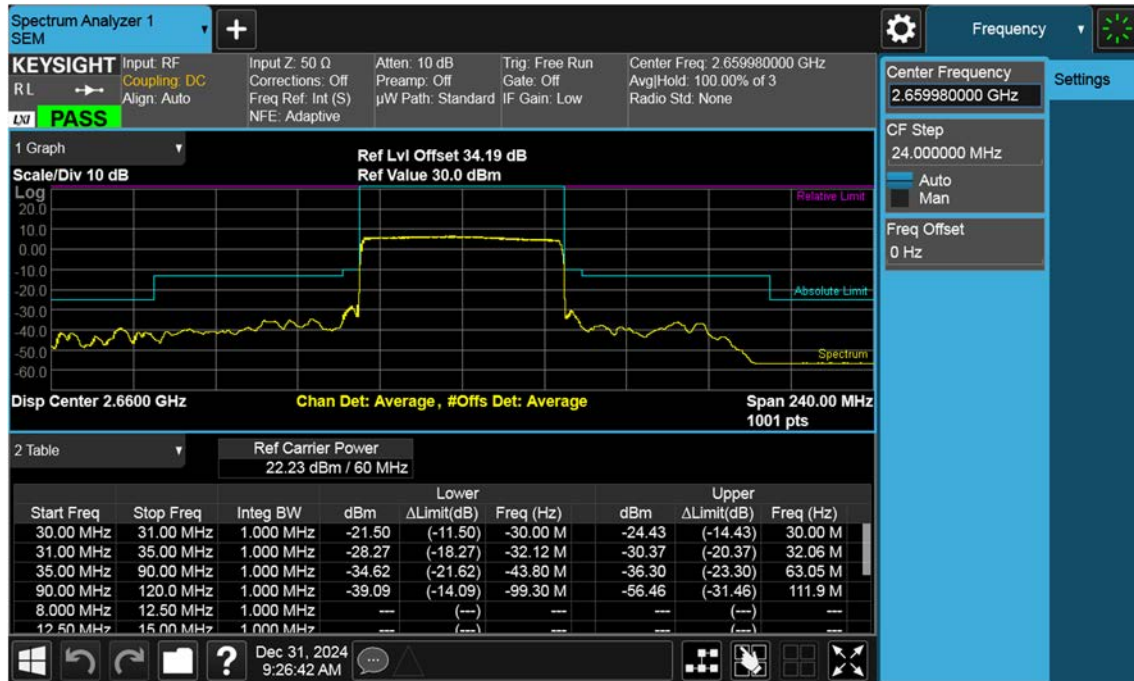 Spectrum Analyzer 1
SEM
Frequency
KEYSIGHT
R L
LXI
PASS
Input: RF
Coupling: DC
Align: Auto
Input Z: 50 Ω
Corrections: Off
Freq Ref: Int (S)
NFE: Adaptive
Atten: 10 dB
Preamp: Off
µW Path: Standard
Trig: Free Run
Gate: Off
IF Gain: Low
Center Freq: 2.659980000 GHz
Avg|Hold: 100.00% of 3
Radio Std: None
Center Frequency
2.659980000 GHz
Settings
CF Step
24.000000 MHz
Auto
Man
Freq Offset
0 Hz
1 Graph
Scale/Div 10 dB
Ref Lvl Offset 34.19 dB
Ref Value 30.0 dBm
Log
20.0
10.0
0.00
-10.0
-20.0
-30.0
-40.0
-50.0
-60.0
Relative Limit
Absolute Limit
Spectrum
Disp Center 2.6600 GHz
Chan Det: Average, #Offs Det: Average
Span 240.00 MHz
1001 pts
2 Table
Ref Carrier Power
22.23 dBm / 60 MHz
Lower Upper
Start Freq Stop Freq Integ BW dBm ΔLimit(dB) Freq (Hz) dBm ΔLimit(dB) Freq (Hz)
30.00 MHz 31.00 MHz 1.000 MHz -21.50 (-11.50) -30.00 M -24.43 (-14.43) 30.00 M
31.00 MHz 35.00 MHz 1.000 MHz -28.27 (-18.27) -32.12 M -30.37 (-20.37) 32.06 M
35.00 MHz 90.00 MHz 1.000 MHz -34.62 (-21.62) -43.80 M -36.30 (-23.30) 63.05 M
90.00 MHz 120.0 MHz 1.000 MHz -39.09 (-14.09) -99.30 M -56.46 (-31.46) 111.9 M
8.000 MHz 12.50 MHz 1.000 MHz --- (---) --- --- (---) ---
12.50 MHz 15.00 MHz 1.000 MHz --- (---) --- --- (---) ---
Dec 31, 2024
9:26:42 AM